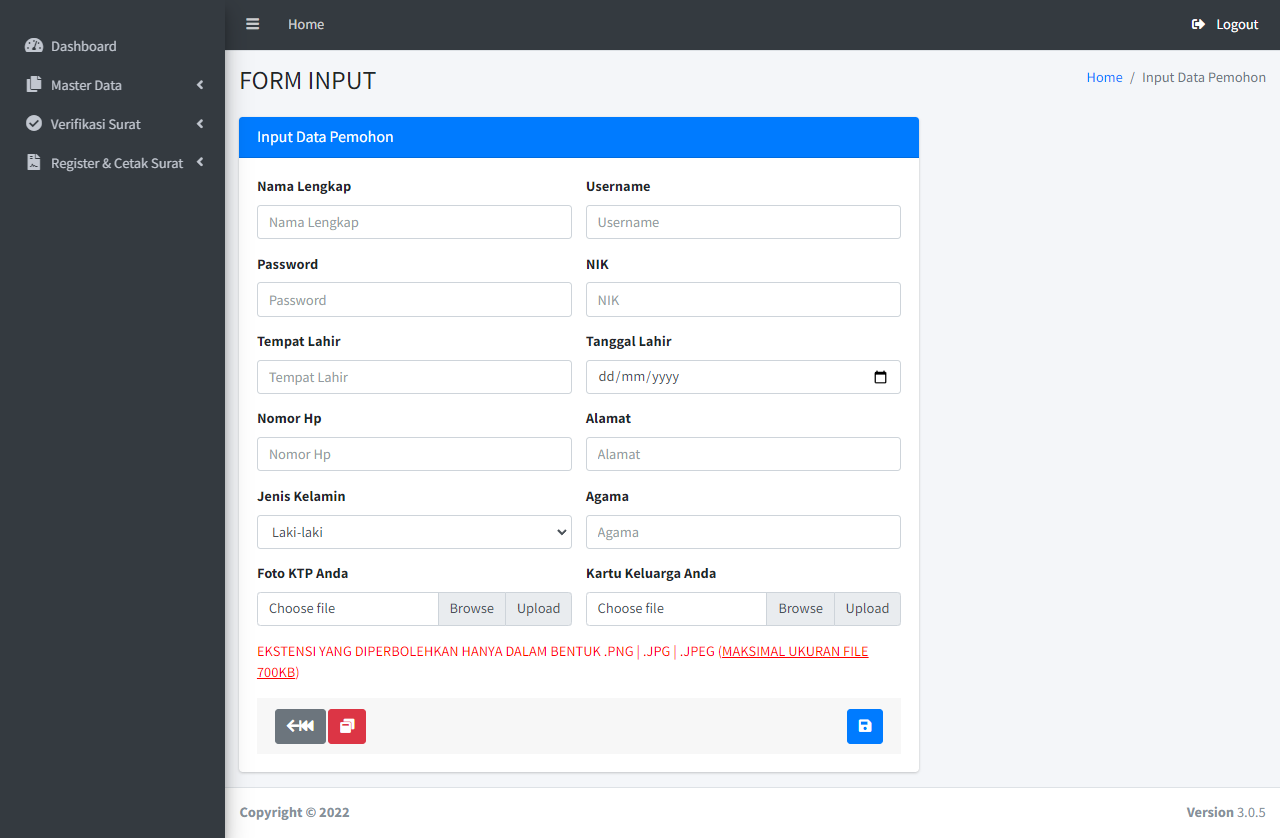 Home
Logout
Dashboard
Master Data
Verifikasi Surat
Register & Cetak Surat
FORM INPUT
Home / Input Data Pemohon
Input Data Pemohon
Nama Lengkap
Username
Nama Lengkap
Username
Password
NIK
Password
NIK
Tempat Lahir
Tanggal Lahir
Tempat Lahir
dd/mm/yyyy
Nomor Hp
Alamat
Nomor Hp
Alamat
Jenis Kelamin
Agama
Laki-laki
Agama
Foto KTP Anda
Kartu Keluarga Anda
Choose file Browse Upload
Choose file Browse Upload
EKSTENSI YANG DIPERBOLEHKAN HANYA DALAM BENTUK .PNG | .JPG | .JPEG (MAKSIMAL UKURAN FILE
700KB)
Copyright © 2022
Version 3.0.5